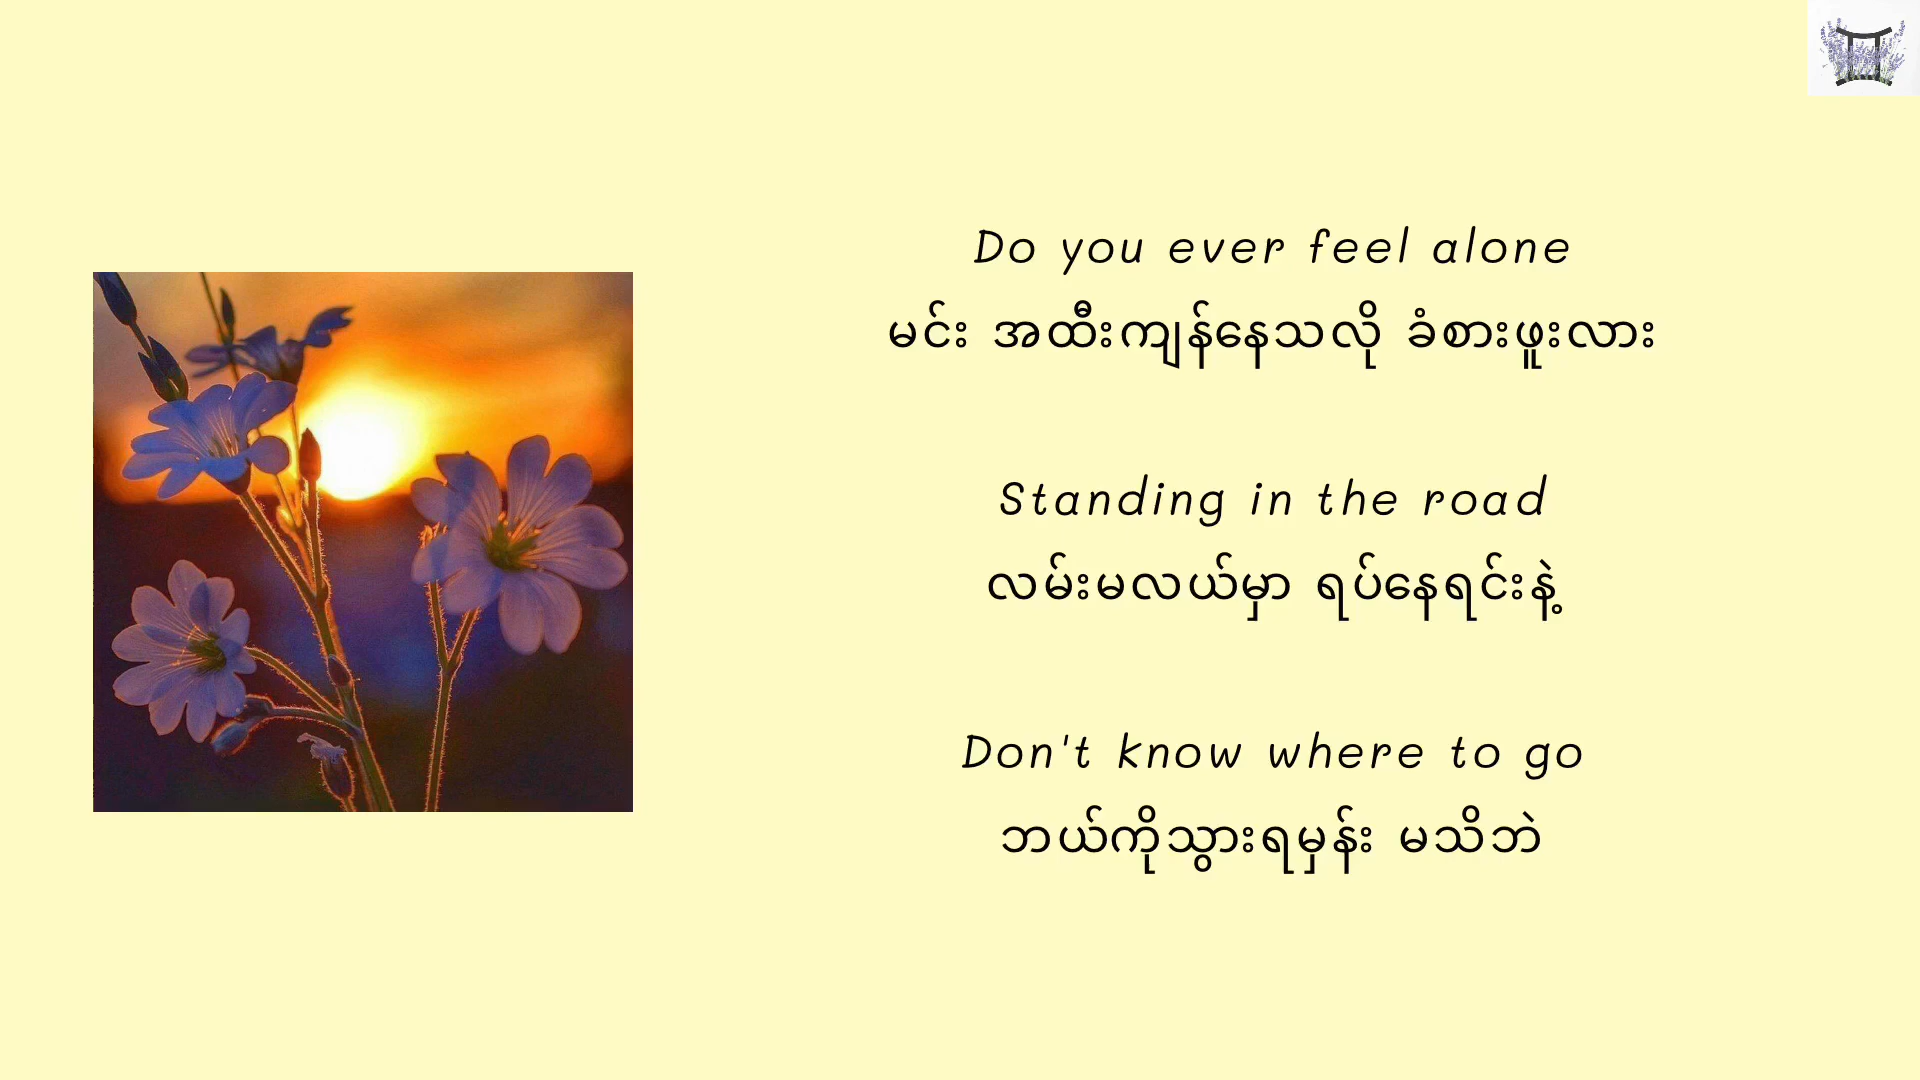 Do you ever feel alone
မင်း အထီးကျန်နေသလို ခံစားဖူးလား
Standing in the road
လမ်းမလယ်မှာ ရပ်နေရင်းနဲ့
Don't know where to go
ဘယ်ကိုသွားရမှန်း မသိဘဲ